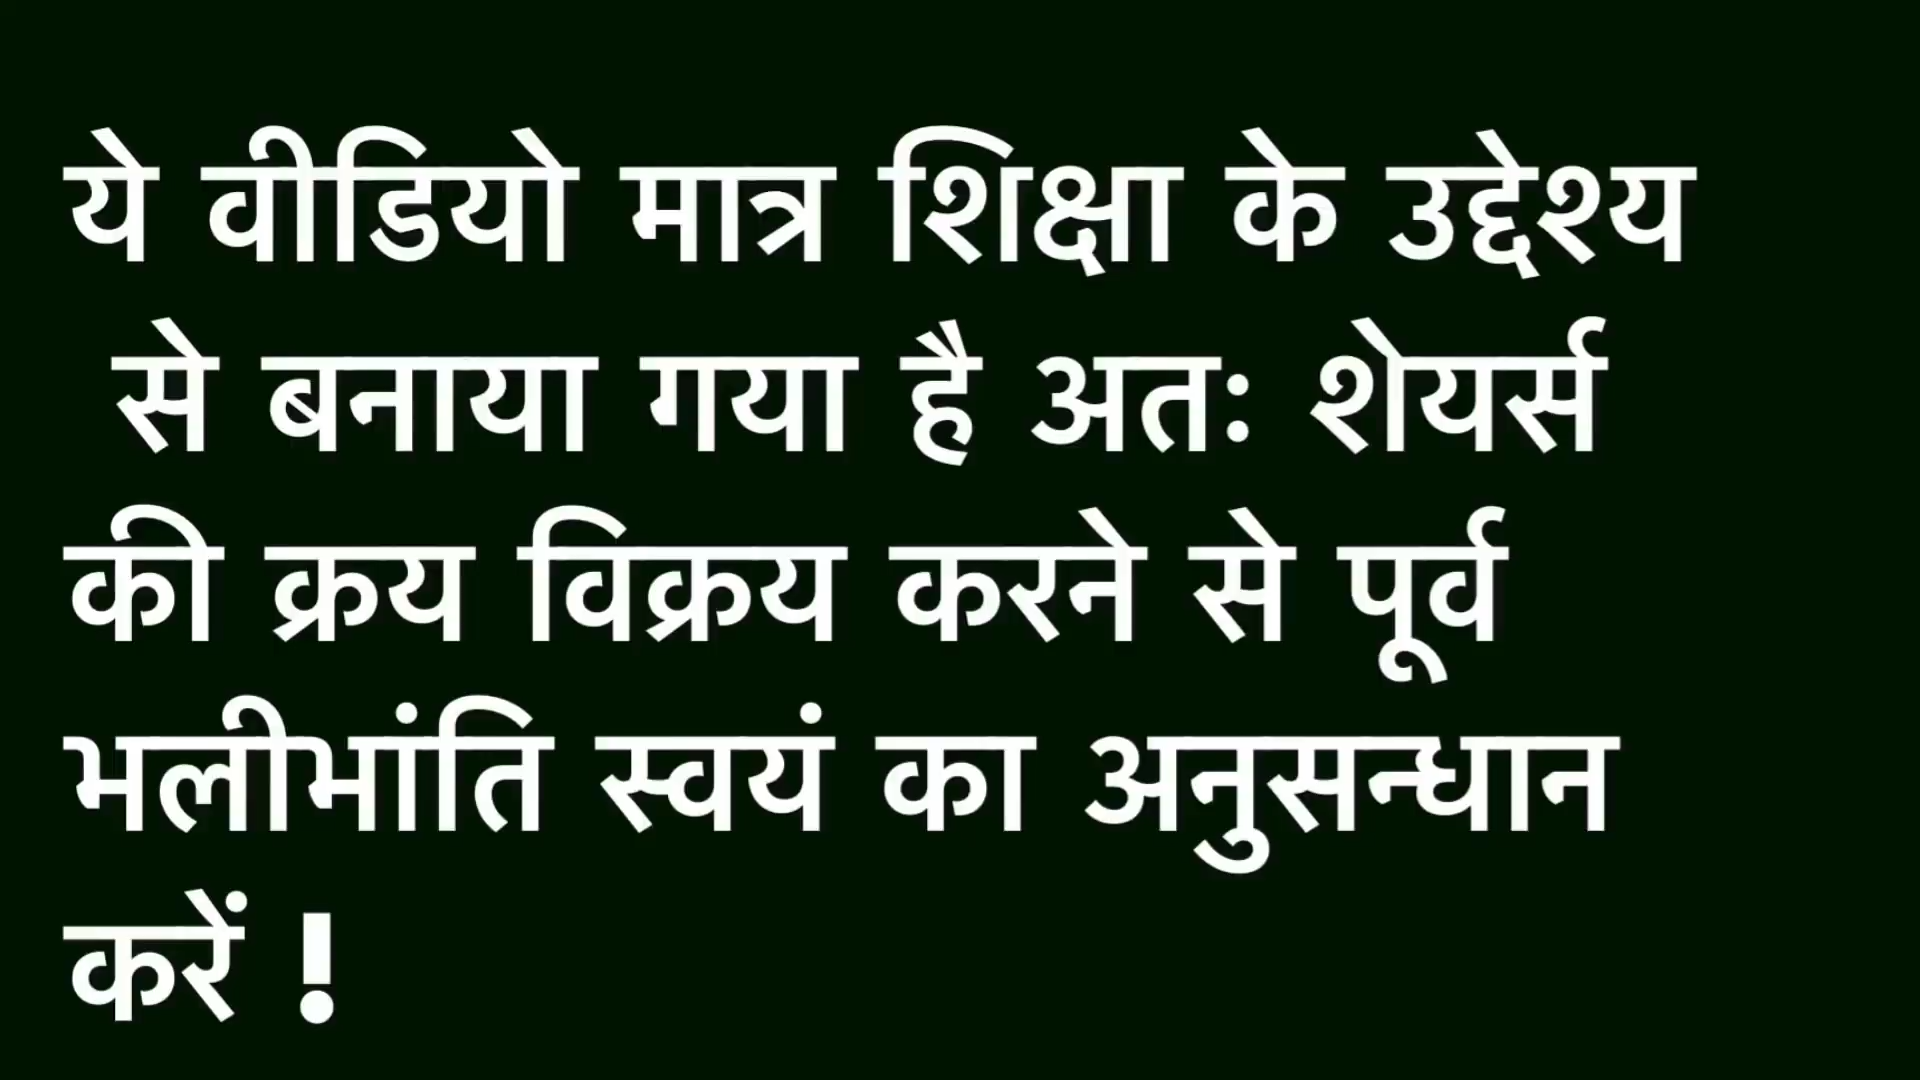 ये वीडियो मात्र शिक्षा के उद्देश्य
से बनाया गया है अतः शेयर्स
की क्रय विक्रय करने से पूर्व
भलीभांति स्वयं का अनुसन्धान
करें !